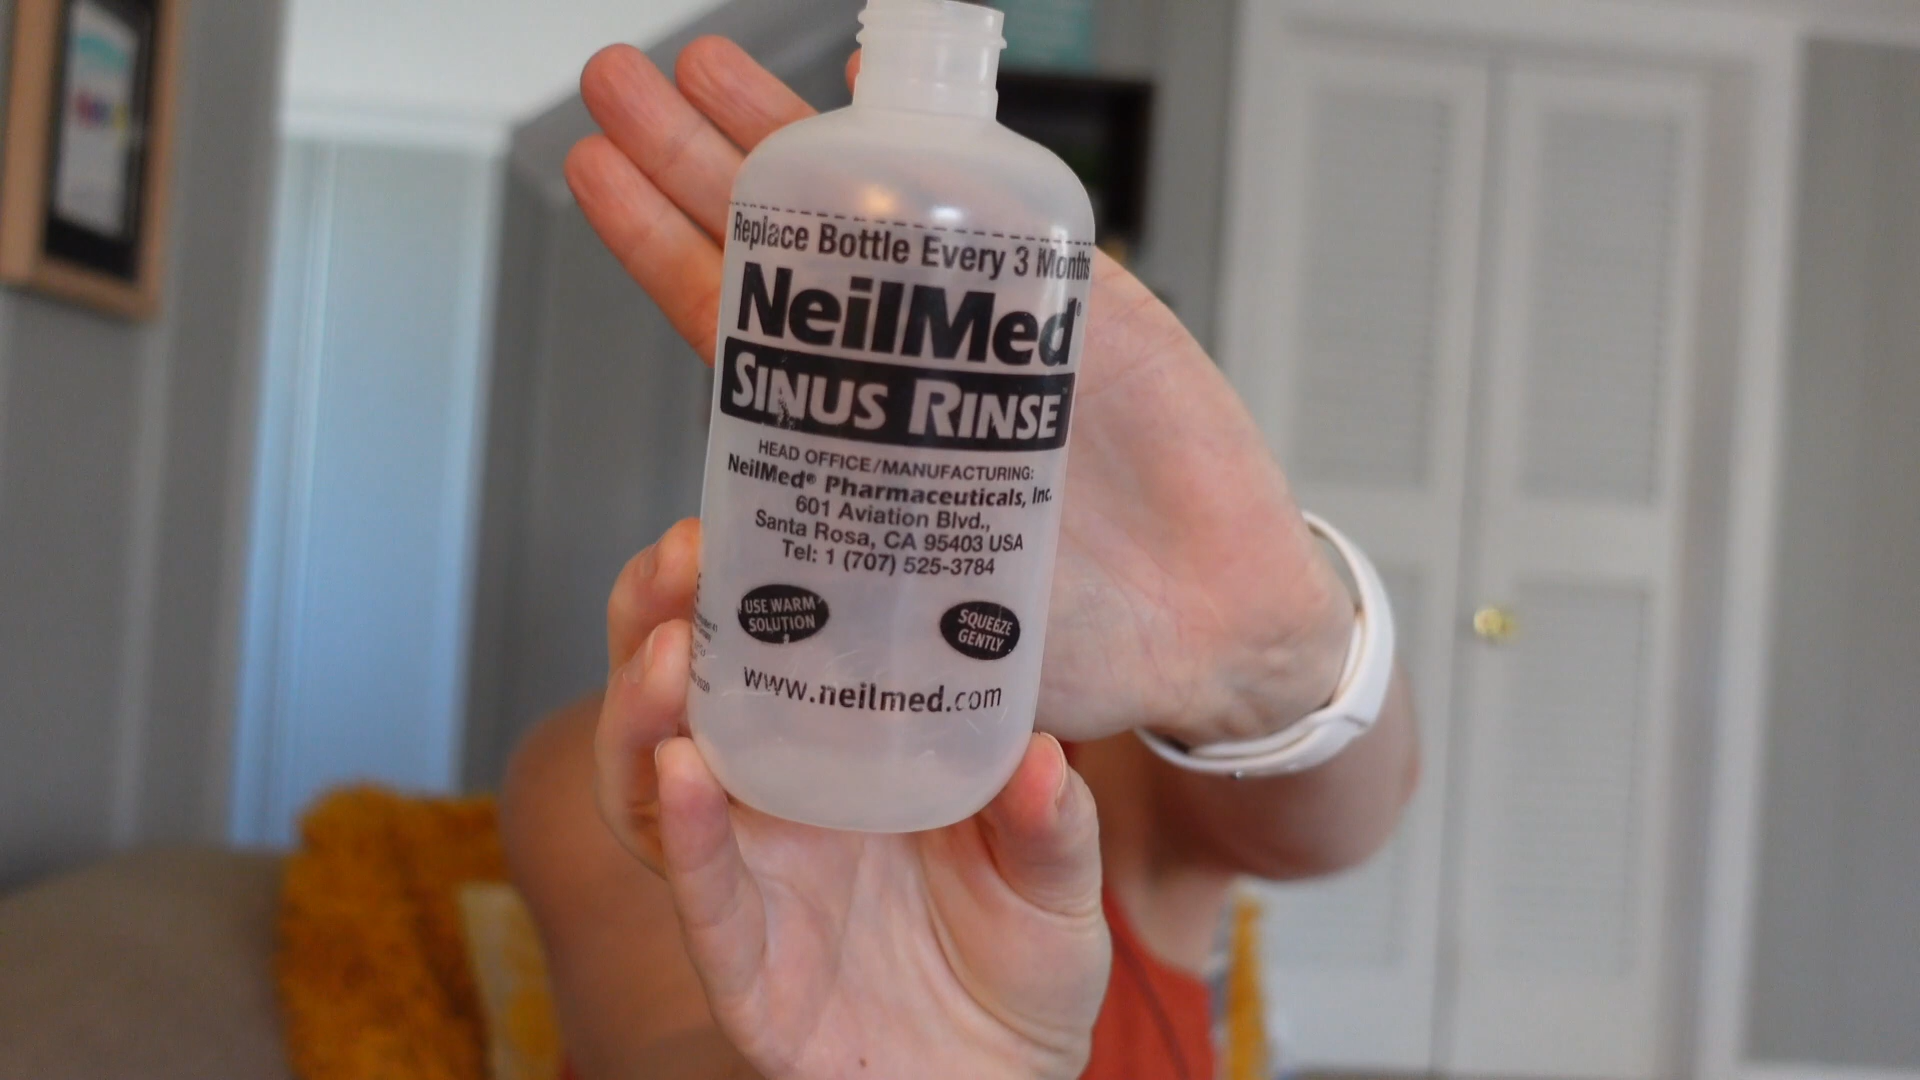 Replace Bottle Every 3 Months
NeilMed®
SINUS RINSE™
HEAD OFFICE/MANUFACTURING:
NeilMed® Pharmaceuticals, Inc.
601 Aviation Blvd.,
Santa Rosa, CA 95403 USA
Tel: 1 (707) 525-3784
USE WARM
SOLUTION
SQUEEZE
GENTLY
www.neilmed.com